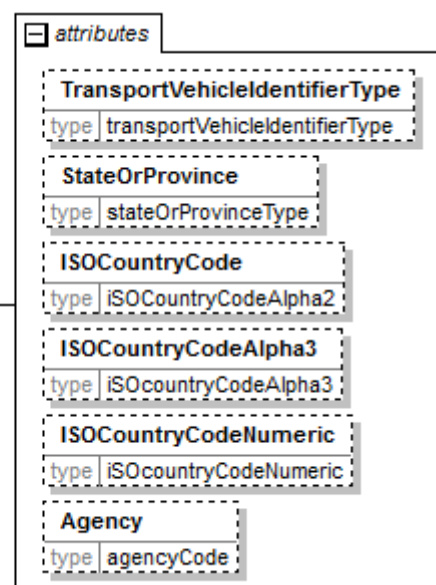 attributes
TransportVehicleIdentifierType
type transportVehicleIdentifierType
StateOrProvince
type stateOrProvinceType
ISOCountryCode
type iSOCountryCodeAlpha2
ISOCountryCodeAlpha3
type iSOcountryCodeAlpha3
ISOCountryCodeNumeric
type iSOcountryCodeNumeric
Agency
type agencyCode